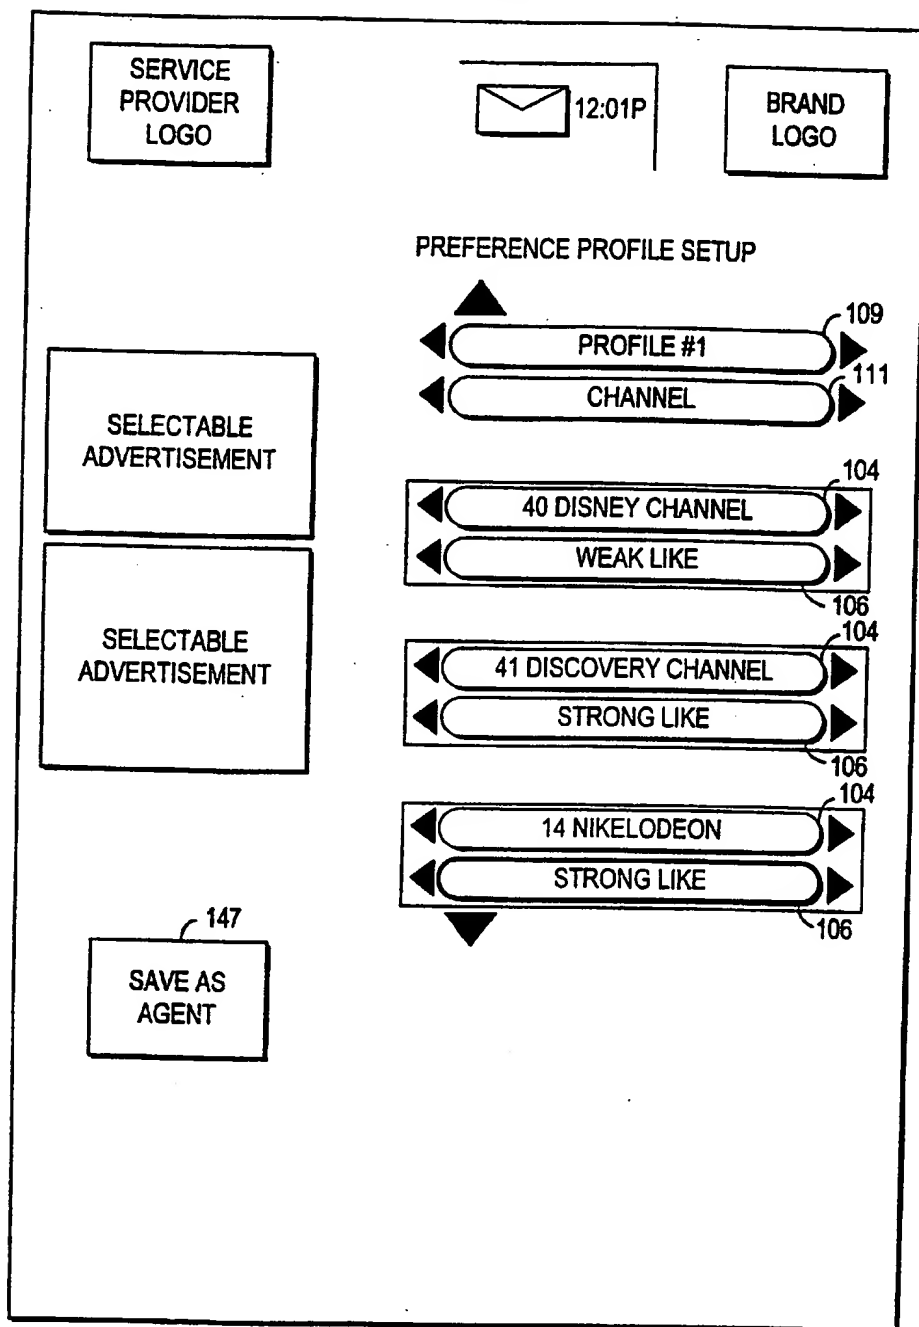 SERVICE
PROVIDER
LOGO
12:01P
BRAND
LOGO
PREFERENCE PROFILE SETUP
109
PROFILE #1
111
CHANNEL
SELECTABLE
ADVERTISEMENT
104
40 DISNEY CHANNEL
WEAK LIKE
106
SELECTABLE
ADVERTISEMENT
104
41 DISCOVERY CHANNEL
STRONG LIKE
106
104
14 NIKELODEON
STRONG LIKE
106
147
SAVE AS
AGENT